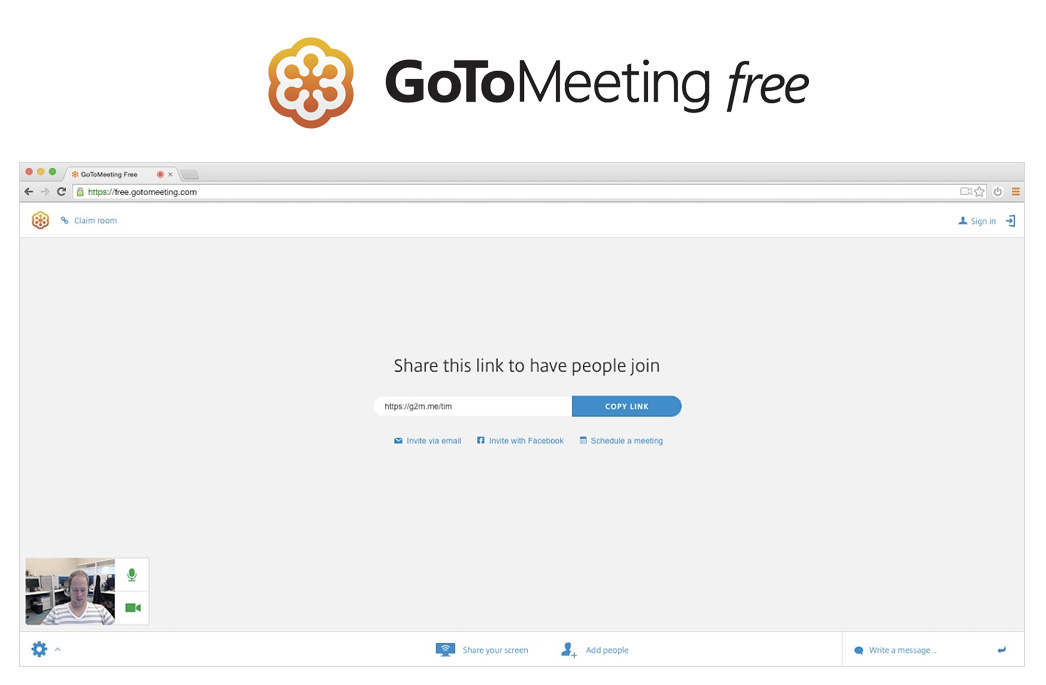 GoToMeeting free
GoToMeeting Free
https://free.gotomeeting.com
Claim room
Sign in
Share this link to have people join
https://g2m.me/tim
COPY LINK
Invite via email
Invite with Facebook
Schedule a meeting
Share your screen
Add people
Write a message...